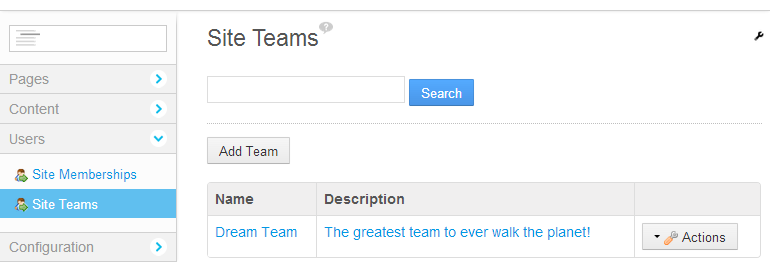 Site Teams
Search
Pages
Content
Users
Site Memberships
Site Teams
Configuration
Add Team
Name Description
Dream Team The greatest team to ever walk the planet! Actions